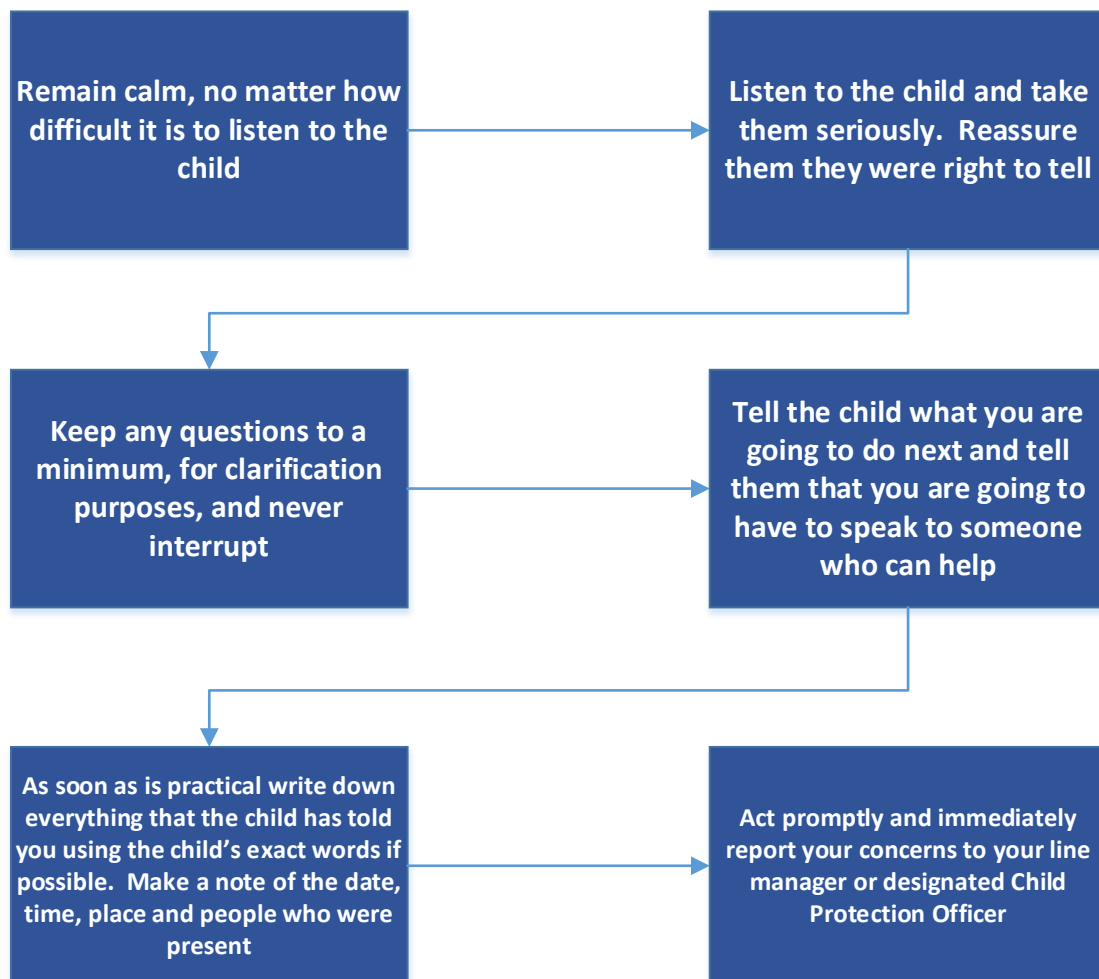 Remain calm, no matter how
difficult it is to listen to the
child
Listen to the child and take
them seriously.  Reassure
them they were right to tell
Keep any questions to a
minimum, for clarification
purposes, and never
interrupt
Tell the child what you are
going to do next and tell
them that you are going to
have to speak to someone
who can help
As soon as is practical write down
everything that the child has told
you using the child’s exact words if
possible.  Make a note of the date,
time, place and people who were
present
Act promptly and immediately
report your concerns to your line
manager or designated Child
Protection Officer